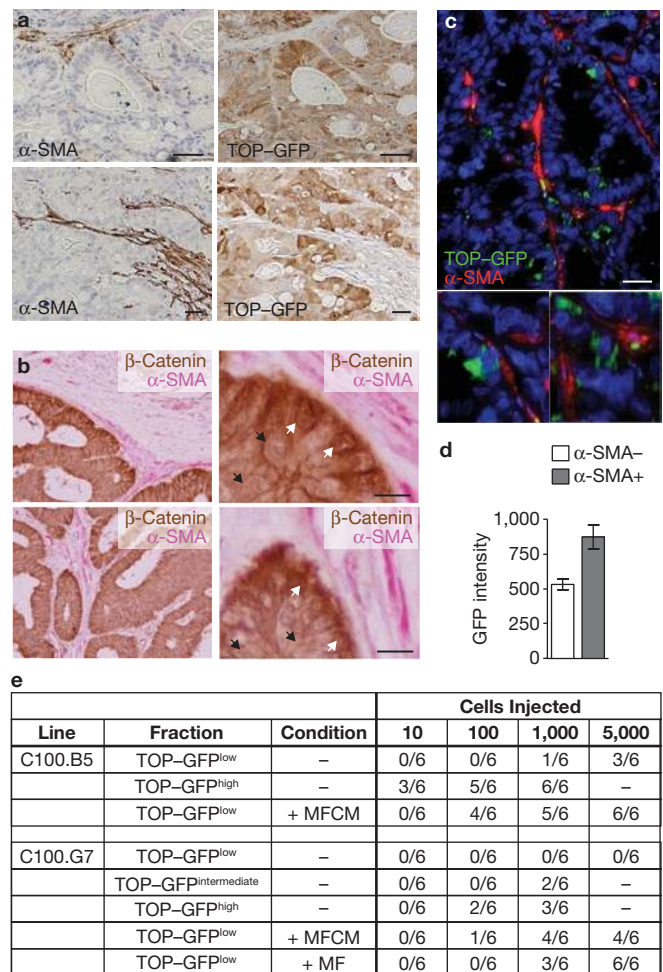 a
α-SMA
TOP–GFP
α-SMA
TOP–GFP
b
β-Catenin
α-SMA
β-Catenin
α-SMA
β-Catenin
α-SMA
β-Catenin
α-SMA
c
TOP–GFP
α-SMA
d
α-SMA–
α-SMA+
1,000
750
500
250
0
GFP intensity
e
Cells Injected
Line Fraction Condition 10 100 1,000 5,000
C100.B5 TOP–GFPlow – 0/6 0/6 1/6 3/6
TOP–GFPhigh – 3/6 5/6 6/6 –
TOP–GFPlow + MFCM 0/6 4/6 5/6 6/6
C100.G7 TOP–GFPlow – 0/6 0/6 0/6 0/6
TOP–GFPintermediate – 0/6 0/6 2/6 –
TOP–GFPhigh – 0/6 2/6 3/6 –
TOP–GFPlow + MFCM 0/6 1/6 4/6 4/6
TOP–GFPlow + MF 0/6 0/6 3/6 6/6